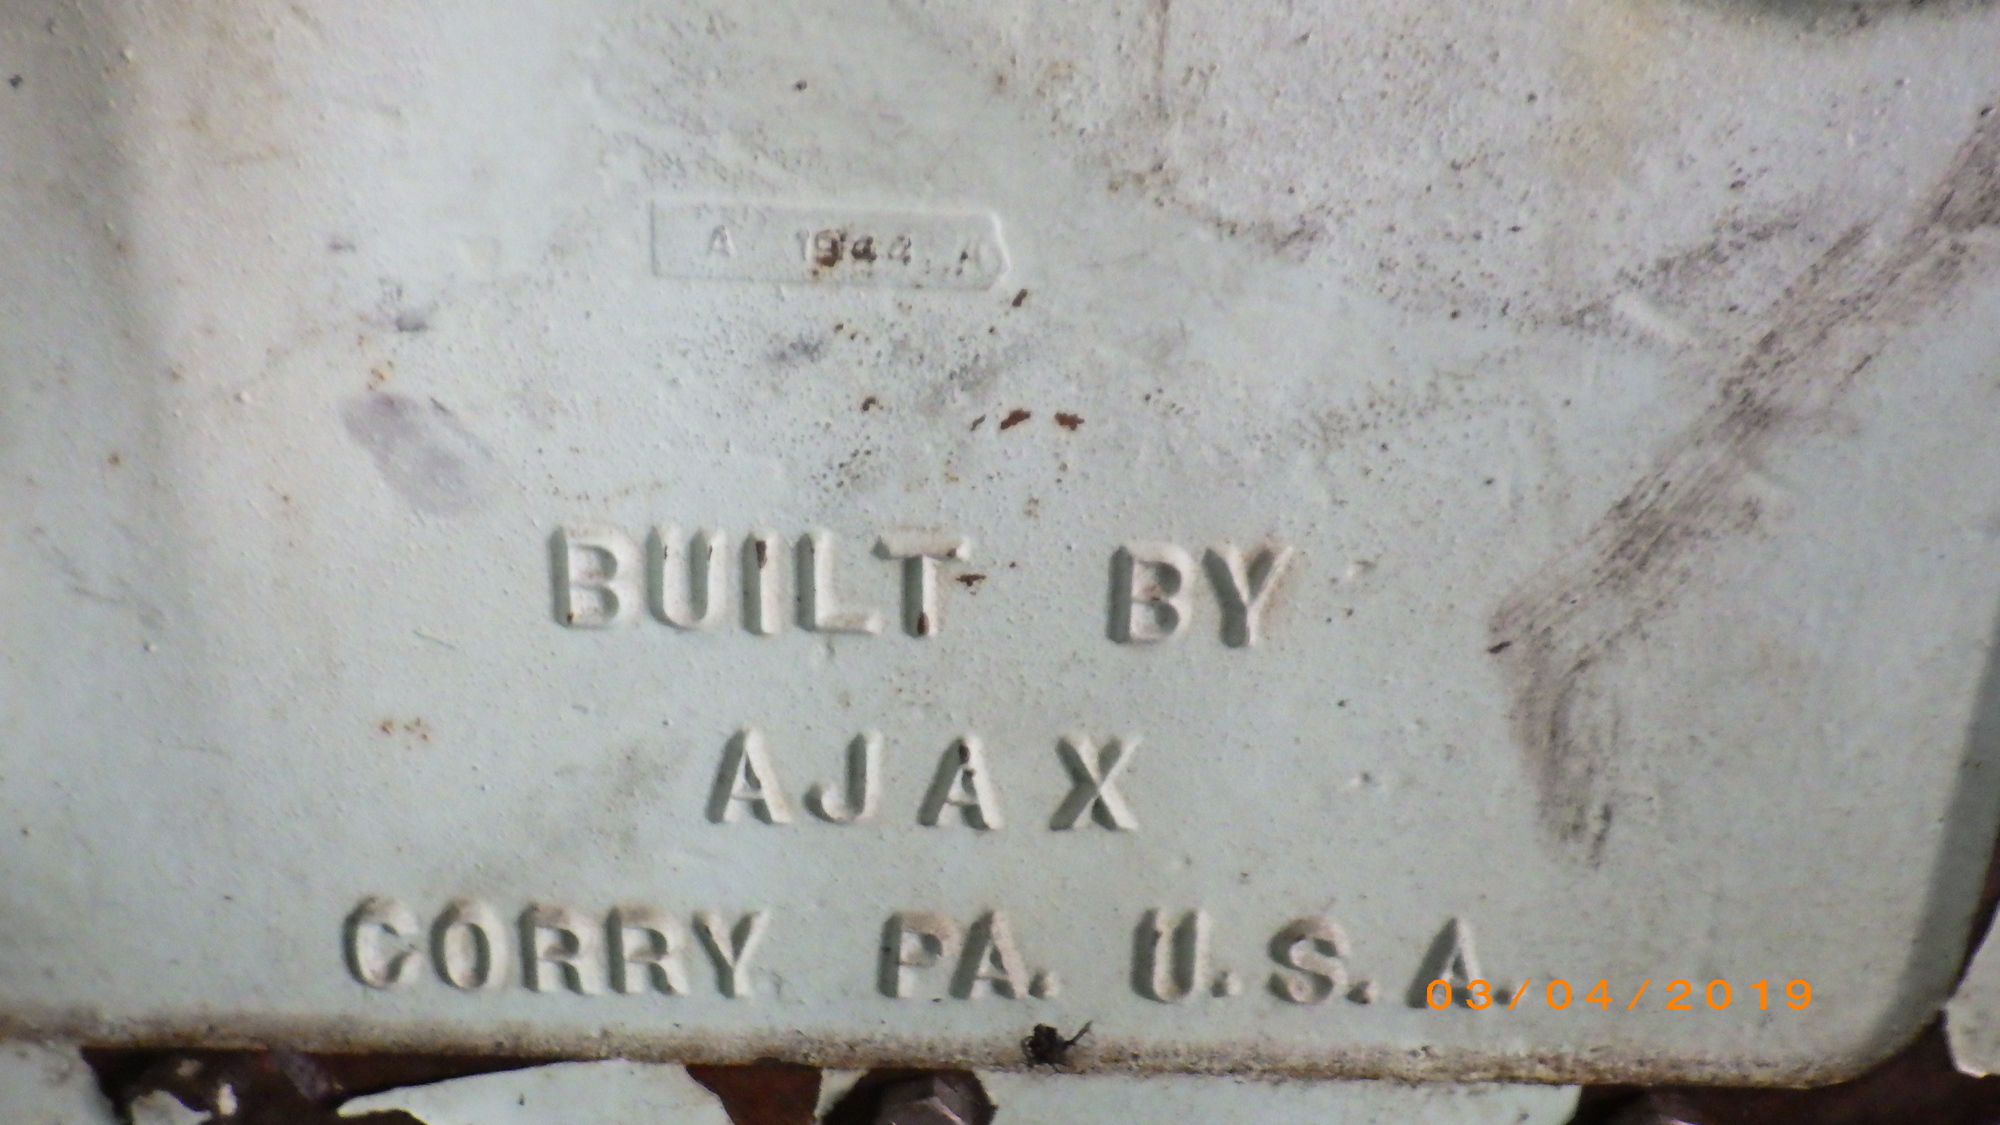 A 1944 A
BUILT BY
AJAX
CORRY PA. U.S.A.
03/04/2019